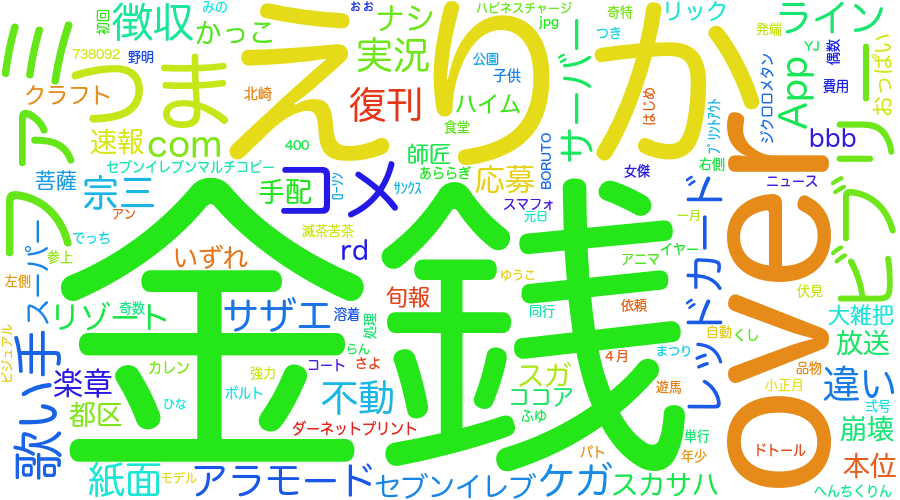 初回
徴収
みの
ぉぉ
ナシ
ハピネスチャージ
jpg
奇特
リック
発端
ライン
かっこ
つき
YJ
偶数
738092
野明
実況
公園
子供
サーバー
App
費用
おっぱい
ファミ
クラフト
北崎
つまえりか
復刊
ハイム
はじめ
プリントアウト
ジクロロメタン
bbb
速報
com
400
食堂
師匠
BORUTO
右側
over
ビブリ
セブンイレブンマルチコピー
あららぎ
女傑
ニュース
菩薩
宗三
手配
コメ
ローソン
サンクス
応募
スマフォ
レッドカード
アン
滅茶苦茶
元日
一月
でっち
rd
イヤー
参上
いずれ
アニマ
ゆうこ
左側
スーパー
金銭
旬報
伏見
リゾート
奇数
サザエ
溶着
処理
同行
依頼
大雑把
自動
くし
放送
ビジュアル
歌い手
らん
４月
まつり
カレン
コート
さよ
スガ
品物
楽章
強力
不動
ココア
遊馬
小正月
違い
都区
ひな
ボルト
ふゆ
弐号
ダーネットプリント
単行
崩壊
パト
ドトール
年少
本位
紙面
モデル
アラモード
セブンイレブ
ケガ
スカサハ
へんちくりん